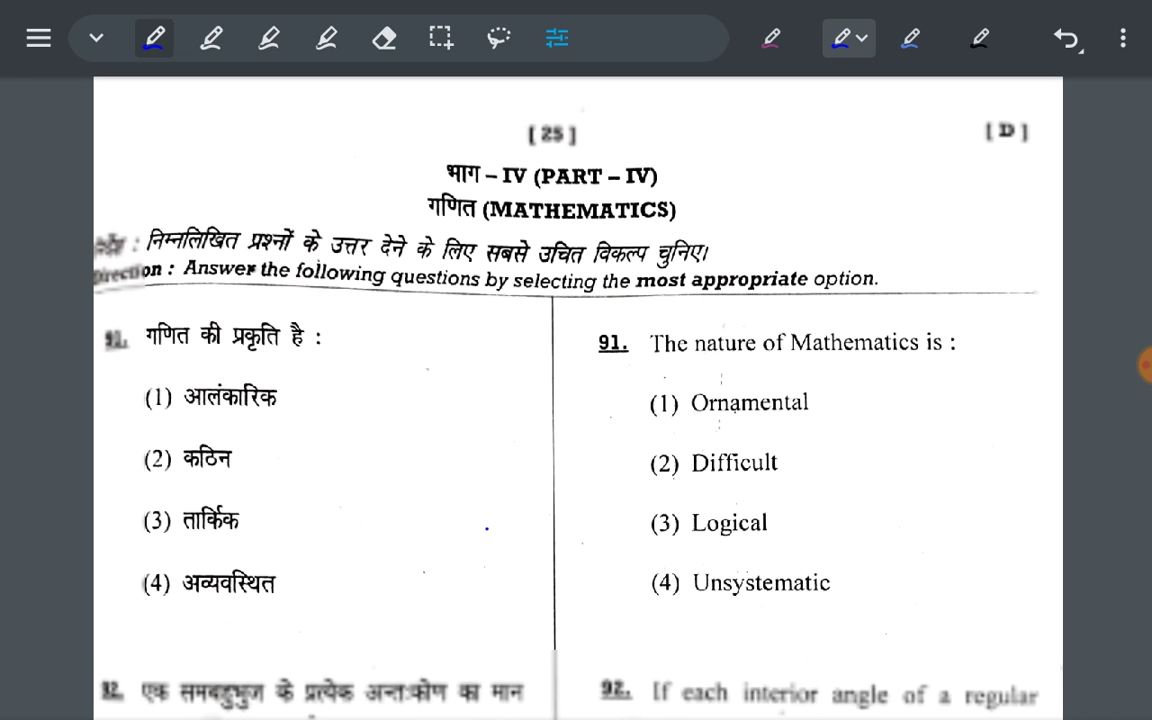 [ 25 ]
[ D ]
भाग – IV (PART – IV)
गणित (MATHEMATICS)
: निम्नलिखित प्रश्नों के उत्तर देने के लिए सबसे उचित विकल्प चुनिए।
Direction : Answer the following questions by selecting the most appropriate option.
91. गणित की प्रकृति है :
(1) आलंकारिक
(2) कठिन
(3) तार्किक
(4) अव्यवस्थित
92. एक समबहुभुज के प्रत्येक अन्तःकोण का मान
91. The nature of Mathematics is :
(1) Ornamental
(2) Difficult
(3) Logical
(4) Unsystematic
92. If each interior angle of a regular